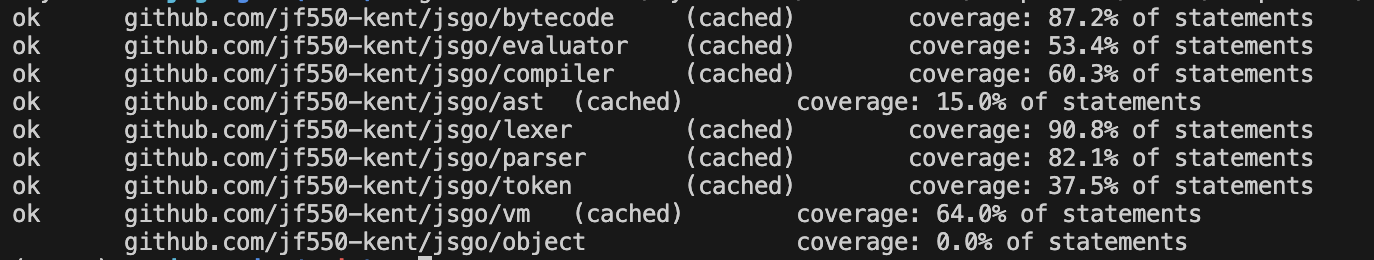 ok github.com/jf550-kent/jsgo/bytecode (cached) coverage: 87.2% of statements
ok github.com/jf550-kent/jsgo/evaluator (cached) coverage: 53.4% of statements
ok github.com/jf550-kent/jsgo/compiler (cached) coverage: 60.3% of statements
ok github.com/jf550-kent/jsgo/ast (cached) coverage: 15.0% of statements
ok github.com/jf550-kent/jsgo/lexer (cached) coverage: 90.8% of statements
ok github.com/jf550-kent/jsgo/parser (cached) coverage: 82.1% of statements
ok github.com/jf550-kent/jsgo/token (cached) coverage: 37.5% of statements
ok github.com/jf550-kent/jsgo/vm (cached) coverage: 64.0% of statements
github.com/jf550-kent/jsgo/object coverage: 0.0% of statements